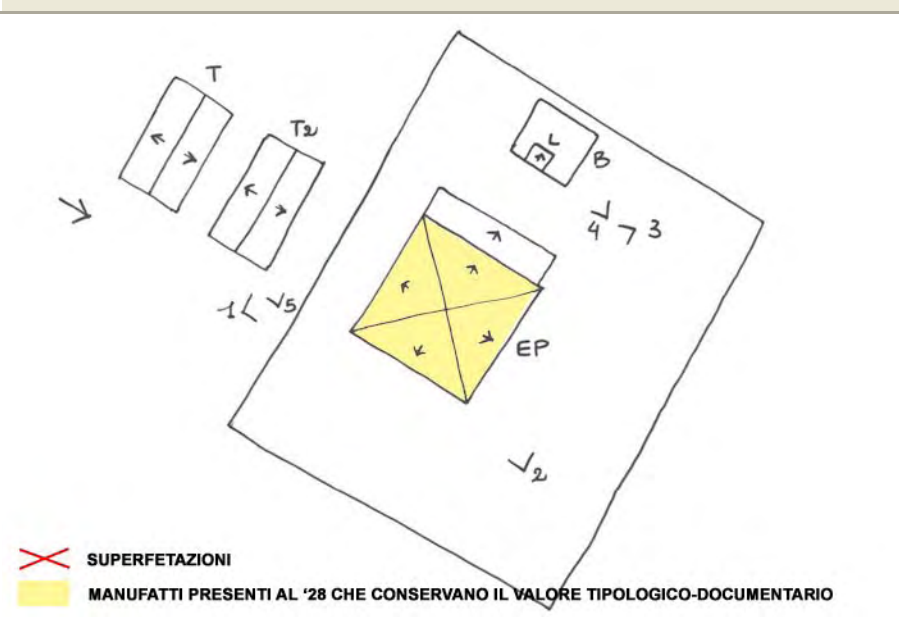 T
T2
L
B
4
3
1
5
EP
2
SUPERFETAZIONI
MANUFATTI PRESENTI AL ‘28 CHE CONSERVANO IL VALORE TIPOLOGICO-DOCUMENTARIO